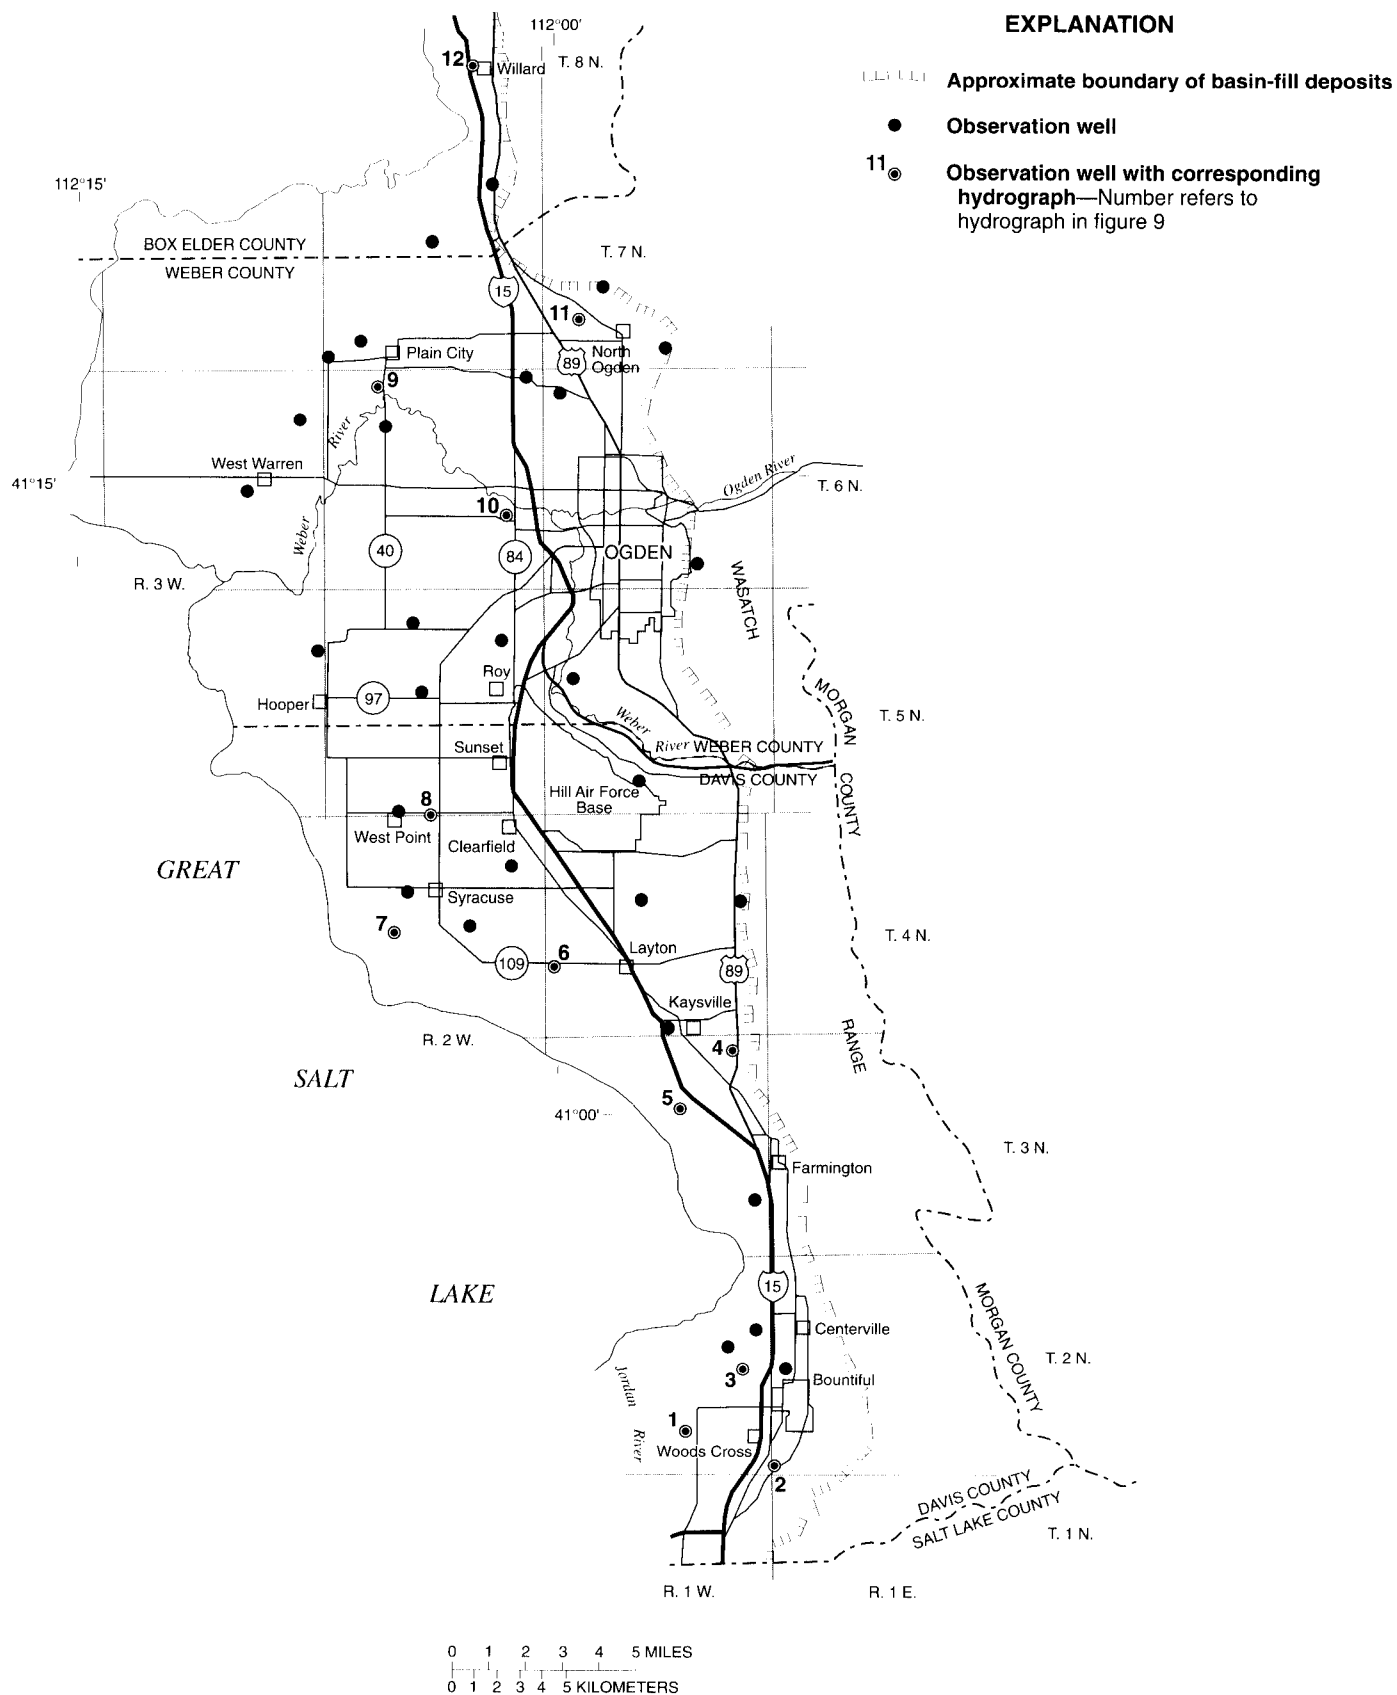 EXPLANATION
Approximate boundary of basin-fill deposits
Observation well
11
Observation well with corresponding
hydrograph—Number refers to
hydrograph in figure 9
112°00'
12
Willard
T. 8 N.
112°15'
BOX ELDER COUNTY
WEBER COUNTY
T. 7 N.
15
11
Plain City
89
North
Ogden
9
River
West Warren
41°15'
Ogden River
T. 6 N.
10
Weber
40
84
OGDEN
R. 3 W.
WASATCH
Roy
Hooper
97
MORGAN
COUNTY
T. 5 N.
Weber
River
WEBER COUNTY
DAVIS COUNTY
Sunset
Hill Air Force
Base
8
West Point
Clearfield
GREAT
Syracuse
7
T. 4 N.
109
6
Layton
89
Kaysville
R. 2 W.
4
RANGE
SALT
5
41°00'
T. 3 N.
Farmington
LAKE
15
Centerville
MORGAN COUNTY
T. 2 N.
3
Bountiful
Jordan
River
1
Woods Cross
2
DAVIS COUNTY
SALT LAKE COUNTY
T. 1 N.
R. 1 W.
R. 1 E.
0 1 2 3 4 5 MILES
0 1 2 3 4 5 KILOMETERS